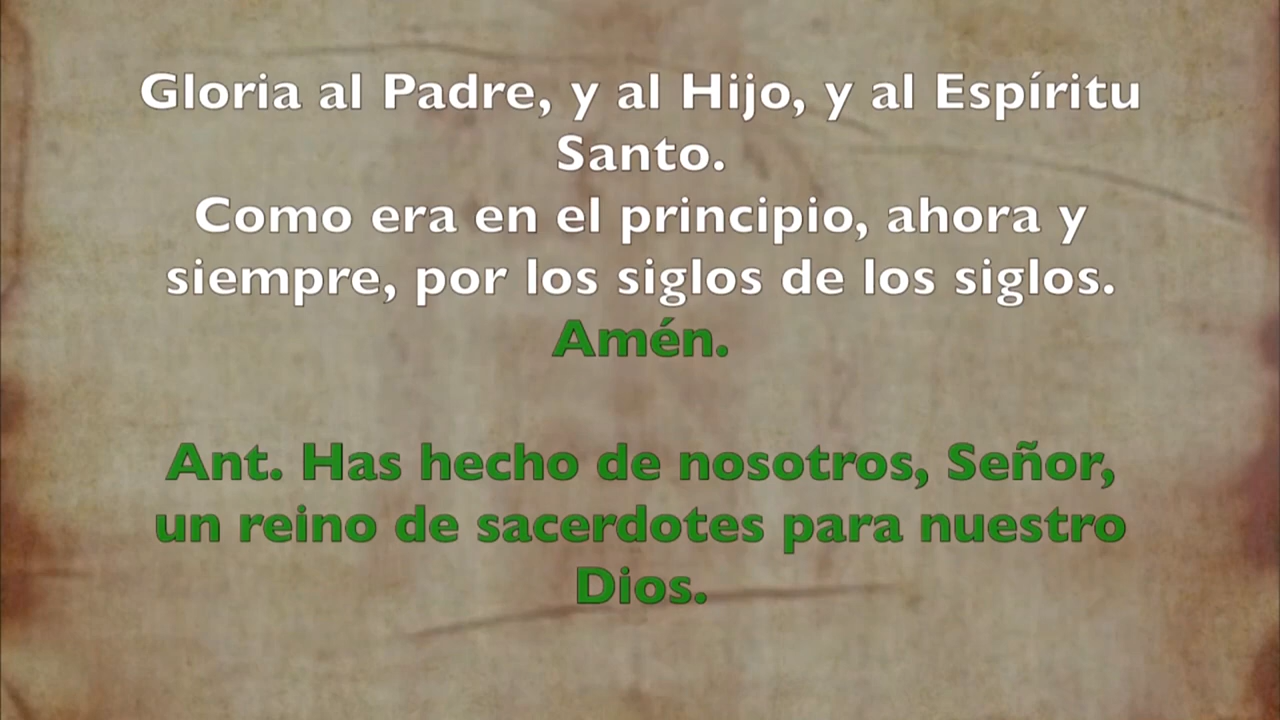 Gloria al Padre, y al Hijo, y al Espíritu
Santo.
Como era en el principio, ahora y
siempre, por los siglos de los siglos.
Amén.
Ant. Has hecho de nosotros, Señor,
un reino de sacerdotes para nuestro
Dios.